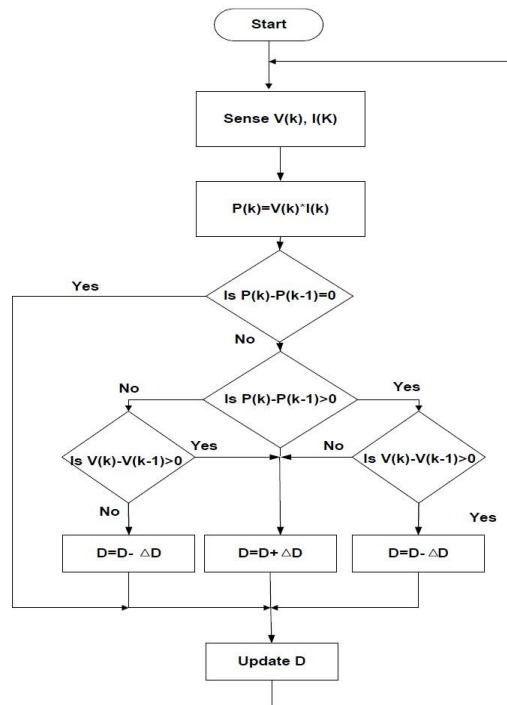 Start
Sense V(k), I(K)
P(k)=V(k)*I(k)
Yes
Is P(k)-P(k-1)=0
No
No
Is P(k)-P(k-1)>0
Yes
Is V(k)-V(k-1)>0
Yes
No
Is V(k)-V(k-1)>0
No
Yes
D=D- △D
D=D+ △D
D=D- △D
Update D